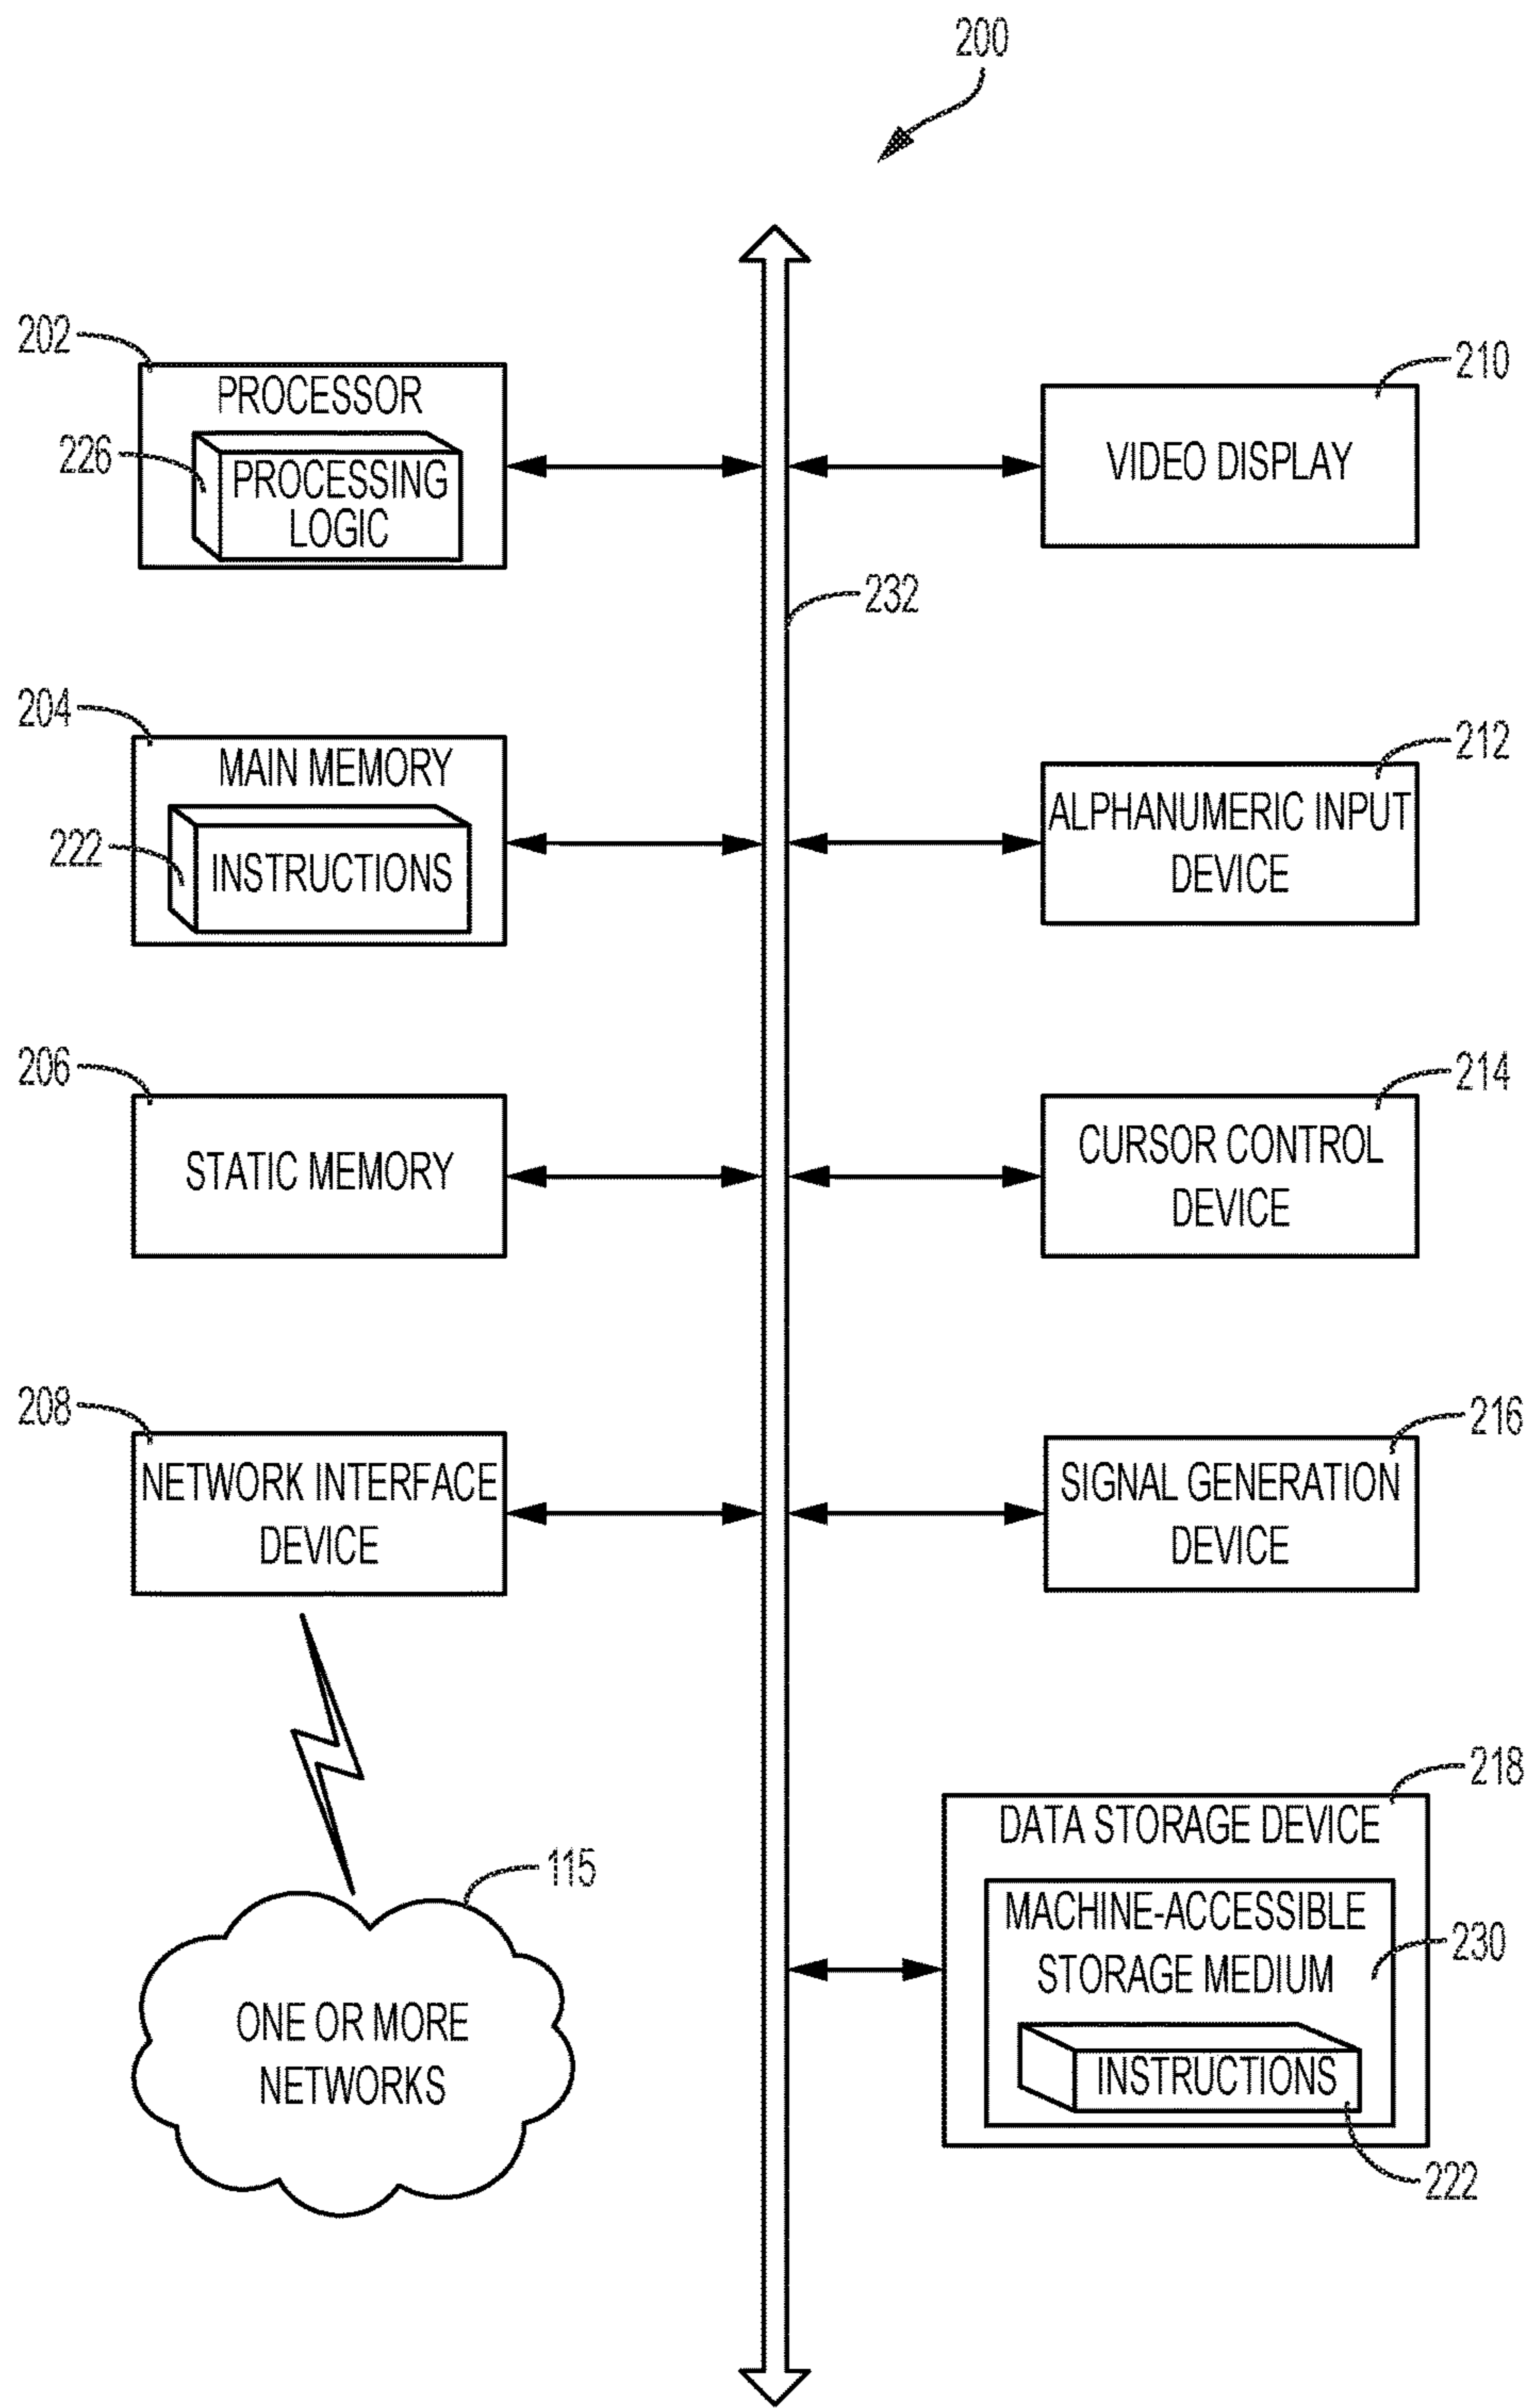 200
202
PROCESSOR
226
PROCESSING
LOGIC
210
VIDEO DISPLAY
232
204
MAIN MEMORY
222
INSTRUCTIONS
212
ALPHANUMERIC INPUT
DEVICE
206
STATIC MEMORY
214
CURSOR CONTROL
DEVICE
208
NETWORK INTERFACE
DEVICE
216
SIGNAL GENERATION
DEVICE
115
ONE OR MORE
NETWORKS
218
DATA STORAGE DEVICE
MACHINE-ACCESSIBLE
STORAGE MEDIUM
230
INSTRUCTIONS
222